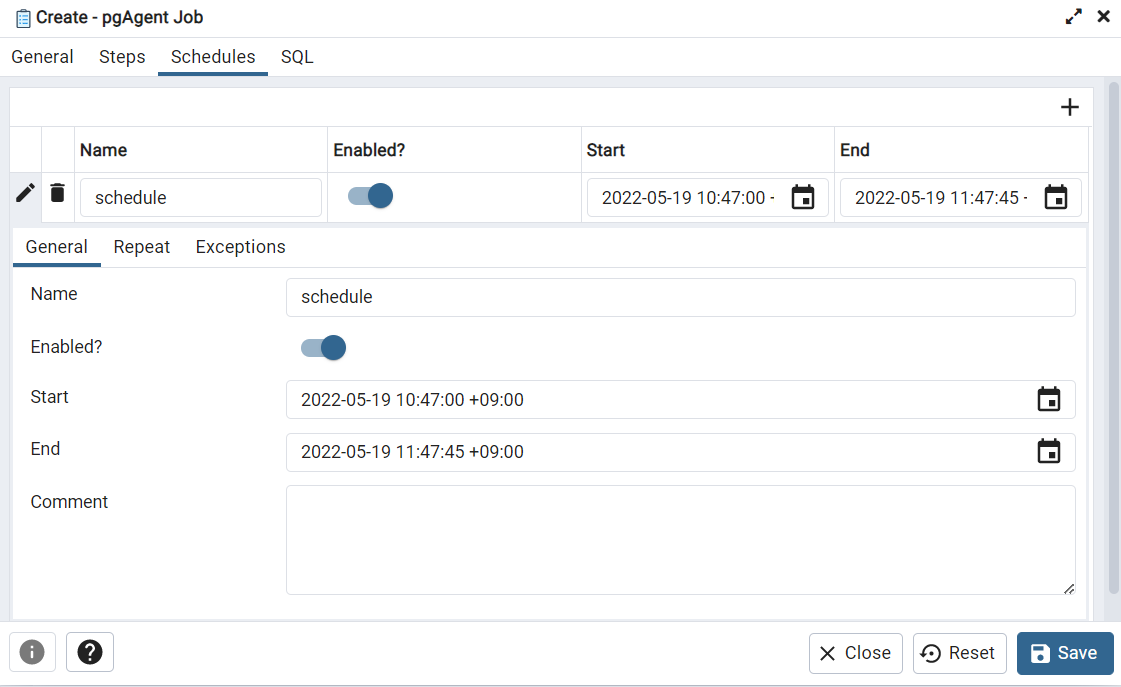 Create - pgAgent Job
General Steps Schedules SQL
Name Enabled? Start End
schedule 2022-05-19 10:47:00 - 2022-05-19 11:47:45 -
General Repeat Exceptions
Name schedule
Enabled?
Start 2022-05-19 10:47:00 +09:00
End 2022-05-19 11:47:45 +09:00
Comment
Close Reset Save